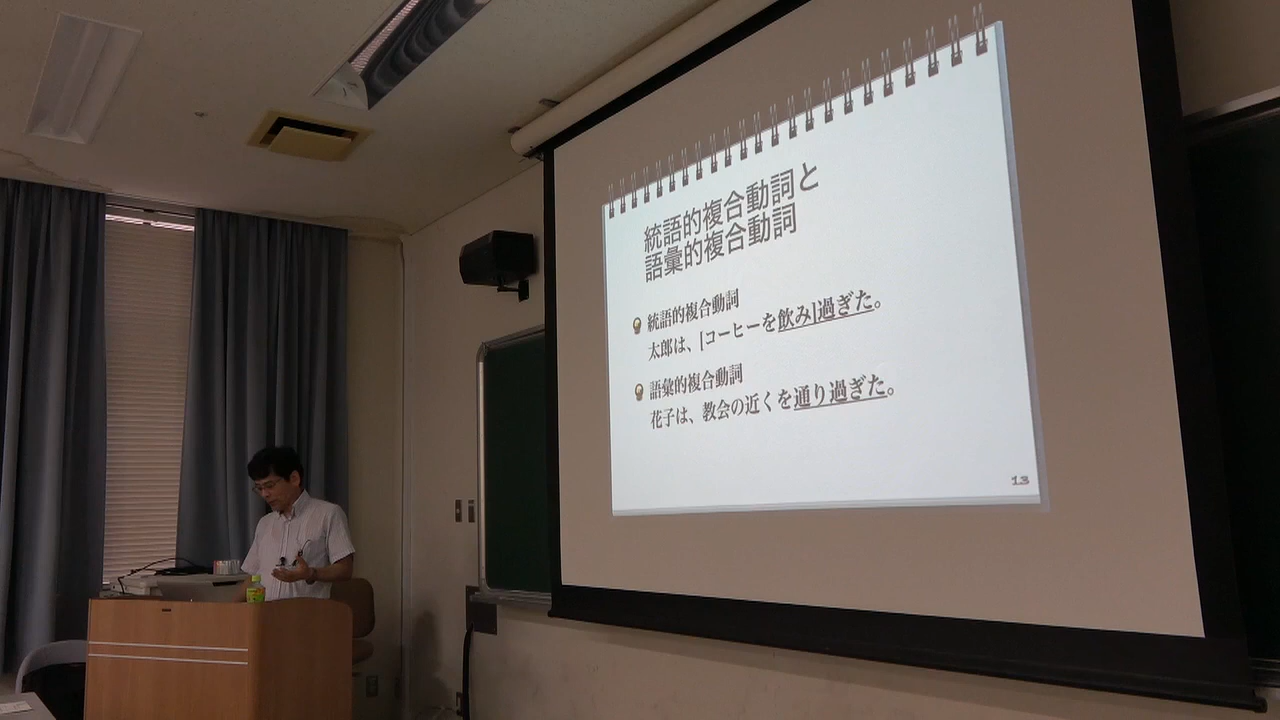 統語的複合動詞と
語彙的複合動詞
統語的複合動詞
太郎は、[コーヒーを飲み]過ぎた。
語彙的複合動詞
花子は、教会の近くを通り過ぎた。
13